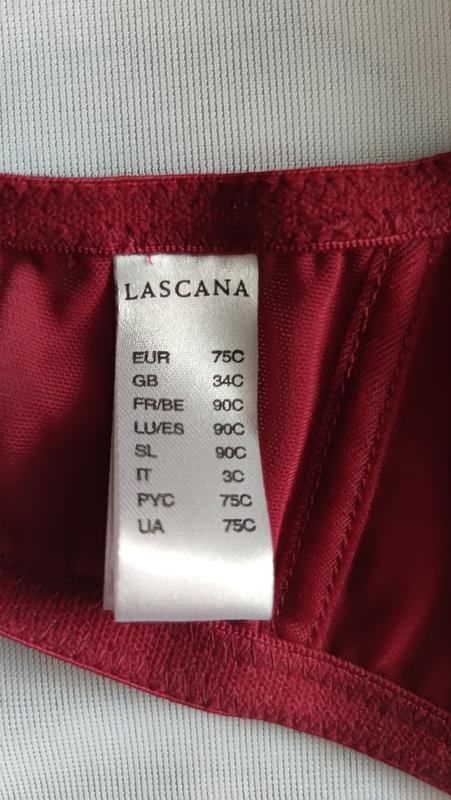 LASCANA
EUR 75C
GB 34C
FR/BE 90C
LU/ES 90C
SL 90C
IT 3C
РУС 75C
UA 75C